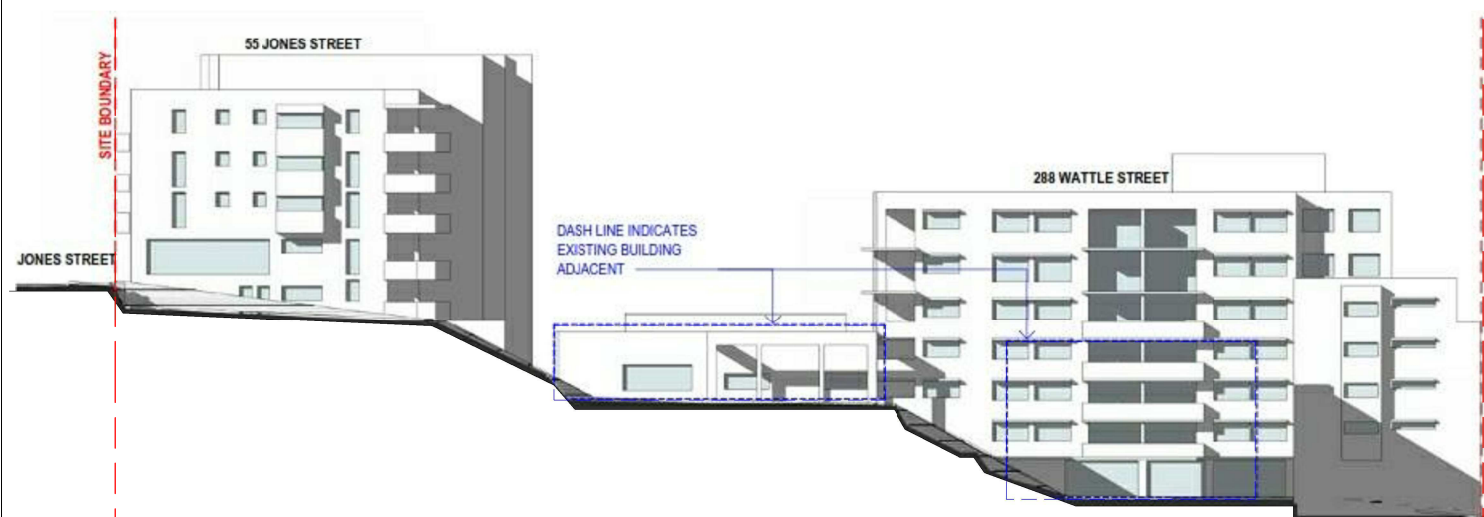 55 JONES STREET
SITE BOUNDARY
JONES STREET
288 WATTLE STREET
DASH LINE INDICATES
EXISTING BUILDING
ADJACENT